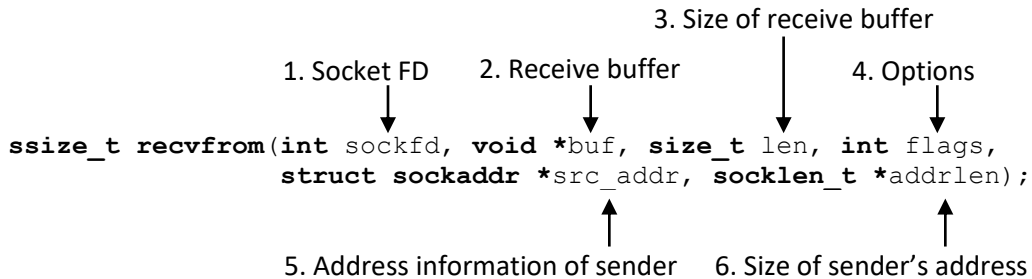 3. Size of receive buffer
1. Socket FD 2. Receive buffer 4. Options
ssize_t recvfrom(int sockfd, void *buf, size_t len, int flags,
struct sockaddr *src_addr, socklen_t *addrlen);
5. Address information of sender 6. Size of sender's address